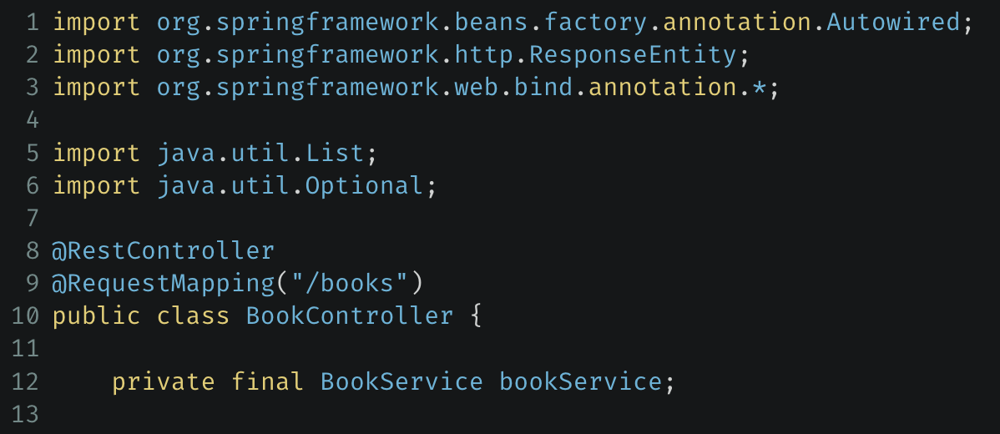 1 import org.springframework.beans.factory.annotation.Autowired;
2 import org.springframework.http.ResponseEntity;
3 import org.springframework.web.bind.annotation.*;
4
5 import java.util.List;
6 import java.util.Optional;
7
8 @RestController
9 @RequestMapping("/books")
10 public class BookController {
11
12     private final BookService bookService;
13